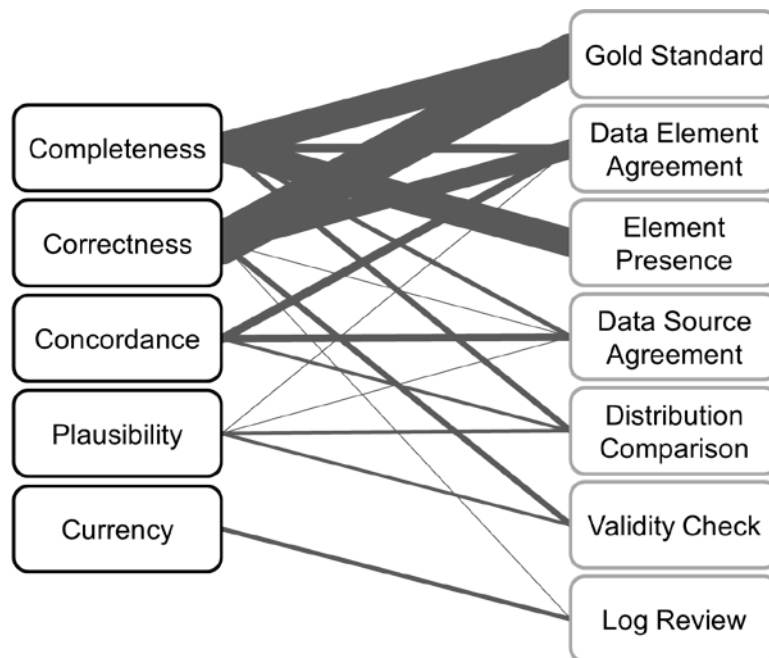 Completeness
Correctness
Concordance
Plausibility
Currency
Gold Standard
Data Element
Agreement
Element
Presence
Data Source
Agreement
Distribution
Comparison
Validity Check
Log Review